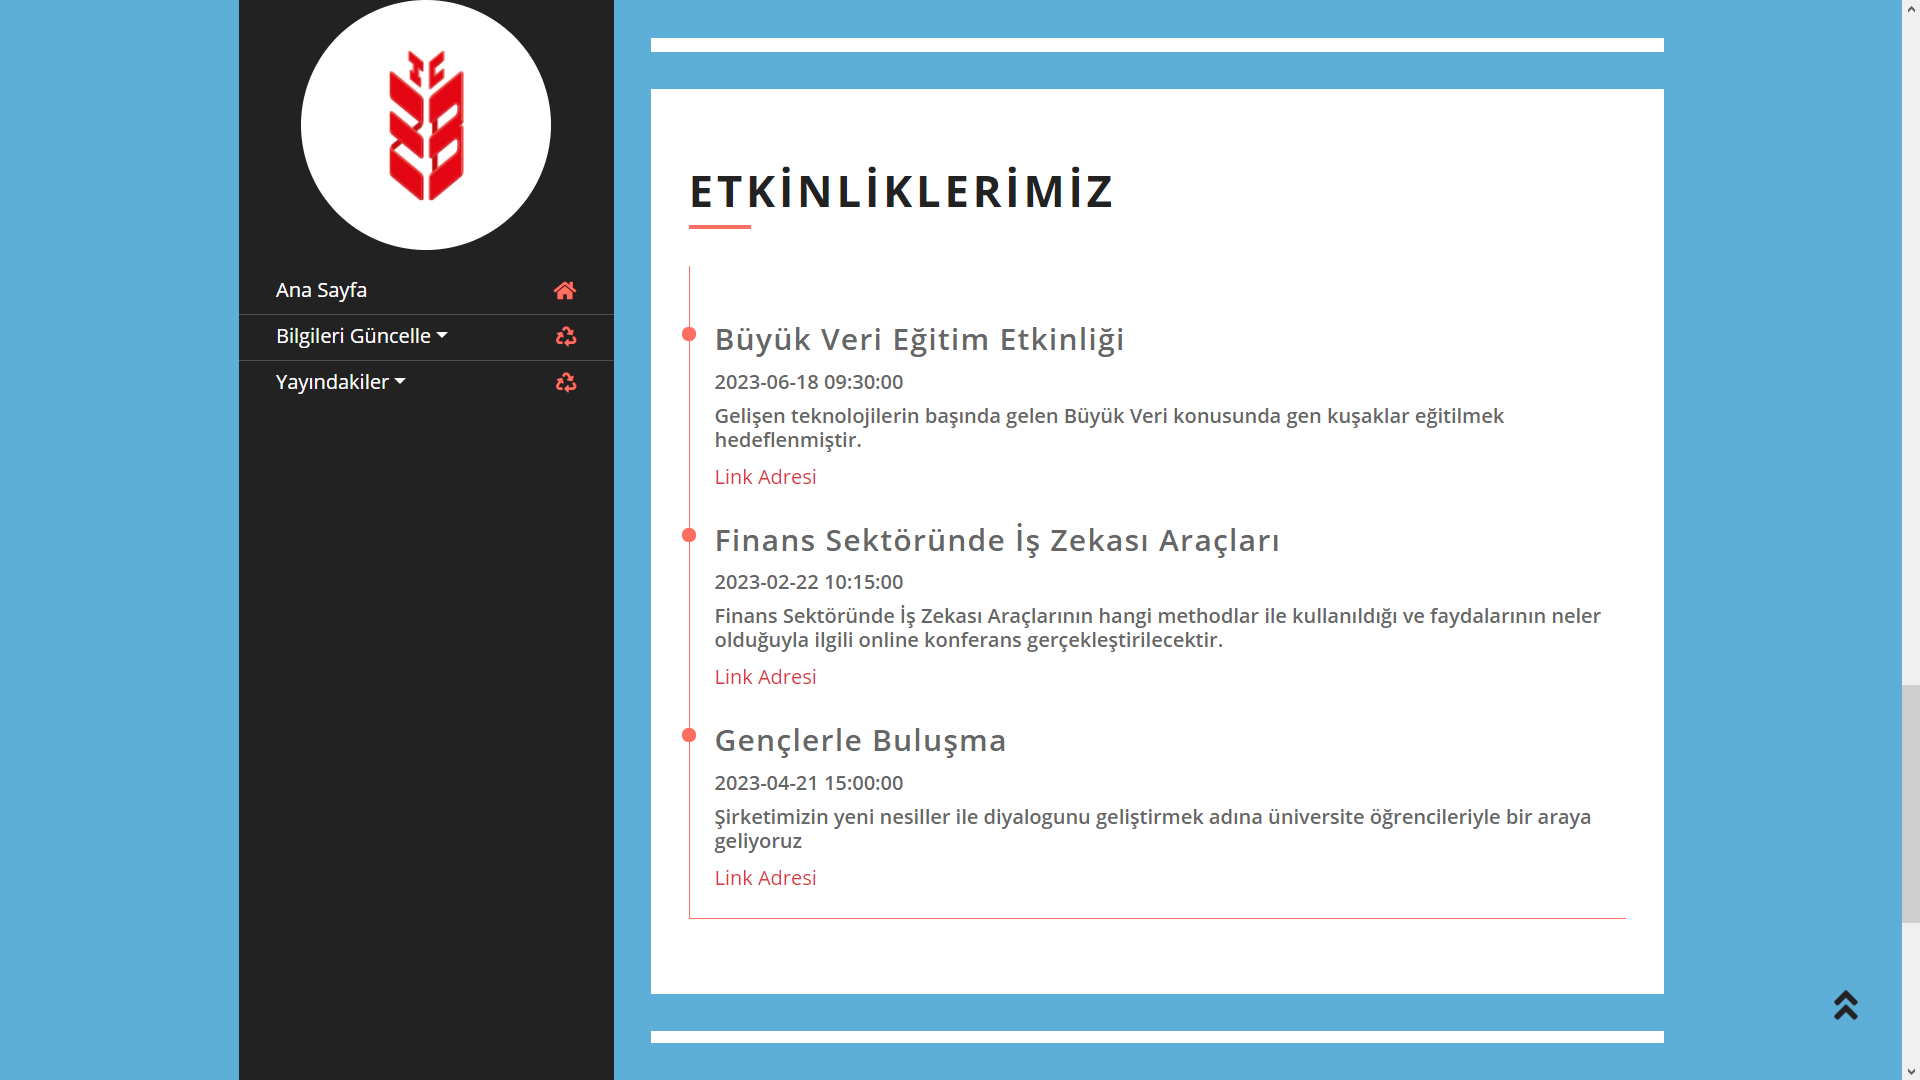 TC
Ana Sayfa
Bilgileri Güncelle
Yayındakiler
ETKİNLİKLERİMİZ
Büyük Veri Eğitim Etkinliği
2023-06-18 09:30:00
Gelişen teknolojilerin başında gelen Büyük Veri konusunda gen kuşaklar eğitilmek
hedeflenmiştir.
Link Adresi
Finans Sektöründe İş Zekası Araçları
2023-02-22 10:15:00
Finans Sektöründe İş Zekası Araçlarının hangi methodlar ile kullanıldığı ve faydalarının neler
olduğuyla ilgili online konferans gerçekleştirilecektir.
Link Adresi
Gençlerle Buluşma
2023-04-21 15:00:00
Şirketimizin yeni nesiller ile diyalogunu geliştirmek adına üniversite öğrencileriyle bir araya
geliyoruz
Link Adresi